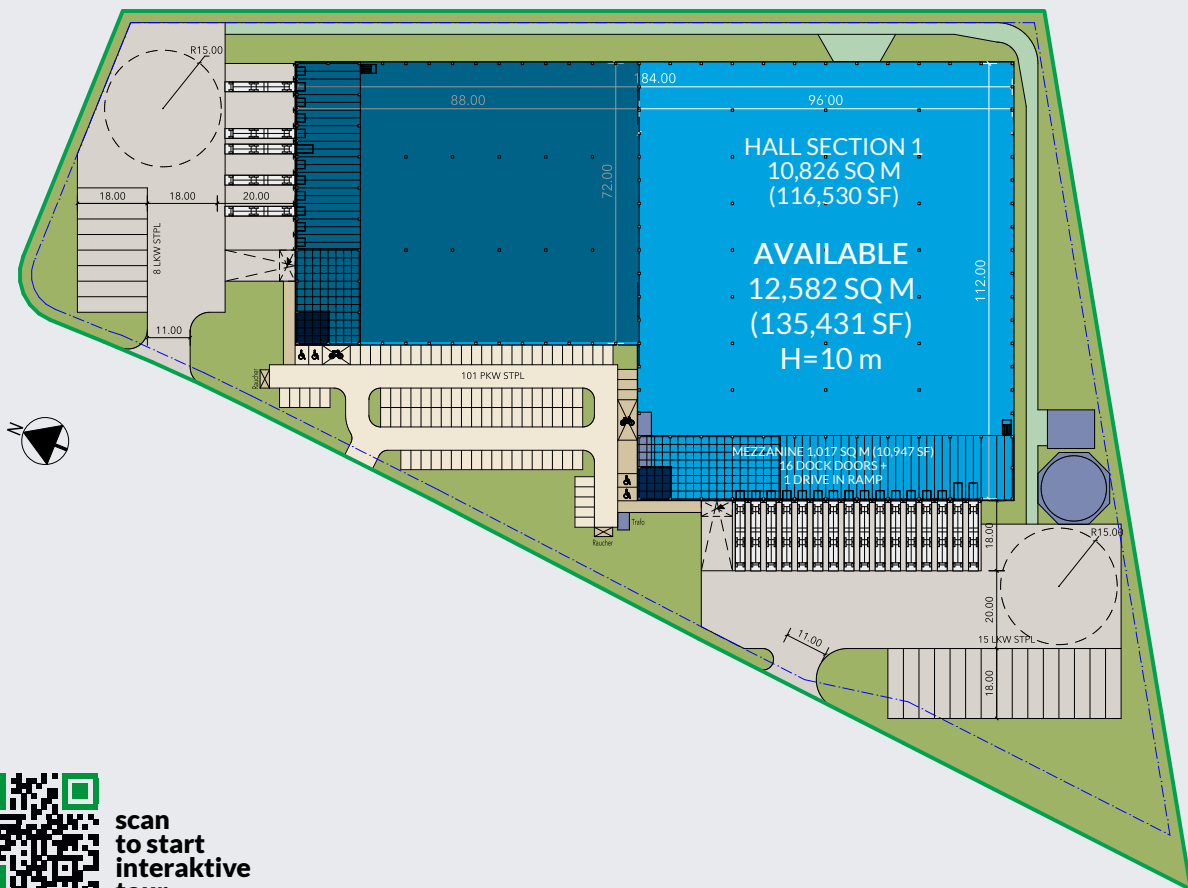 R15.00
184.00
88.00
96.00
HALL SECTION 1
10,826 SQ M
(116,530 SF)
72.00
18.00
18.00
20.00
8 LKW STPL
AVAILABLE
12,582 SQ M
(135,431 SF)
H=10 m
112.00
11.00
Raucher
101 PKW STPL
N
MEZZANINE 1,017 SQ M (10,947 SF)
16 DOCK DOORS +
1 DRIVE IN RAMP
Trafo
Raucher
18.00
R15.00
20.00
11.00
15 LKW STPL
18.00
scan
to start
interaktive
tour